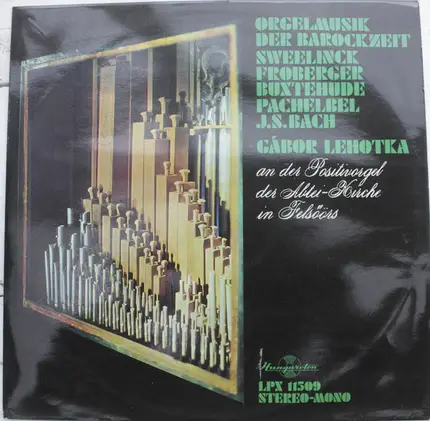 ORGELMUSIK
DER BAROCKZEIT
SWEELINCK
FROBERGER
BUXTEHUDE
PACHELBEL
J.S.BACH
GÁBOR LEHOTKA
an der Positivorgel
der Abtei-Kirche
in Felsőörs
Hungaroton
LPX 11509
STEREO-MONO